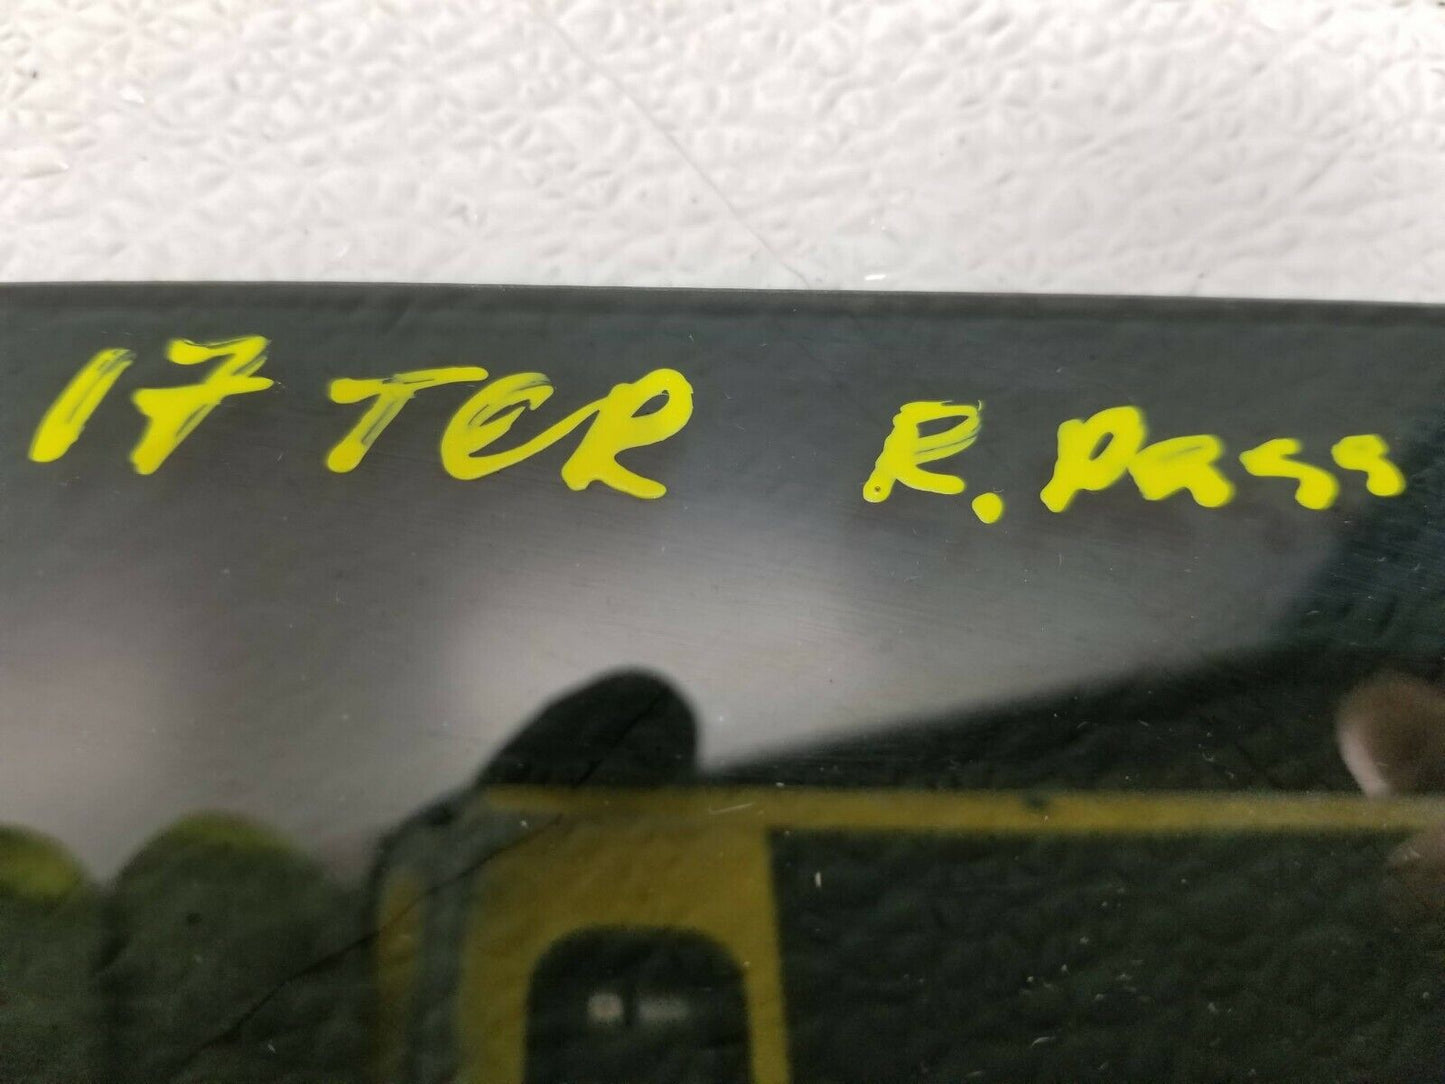 17 TER R. Pass